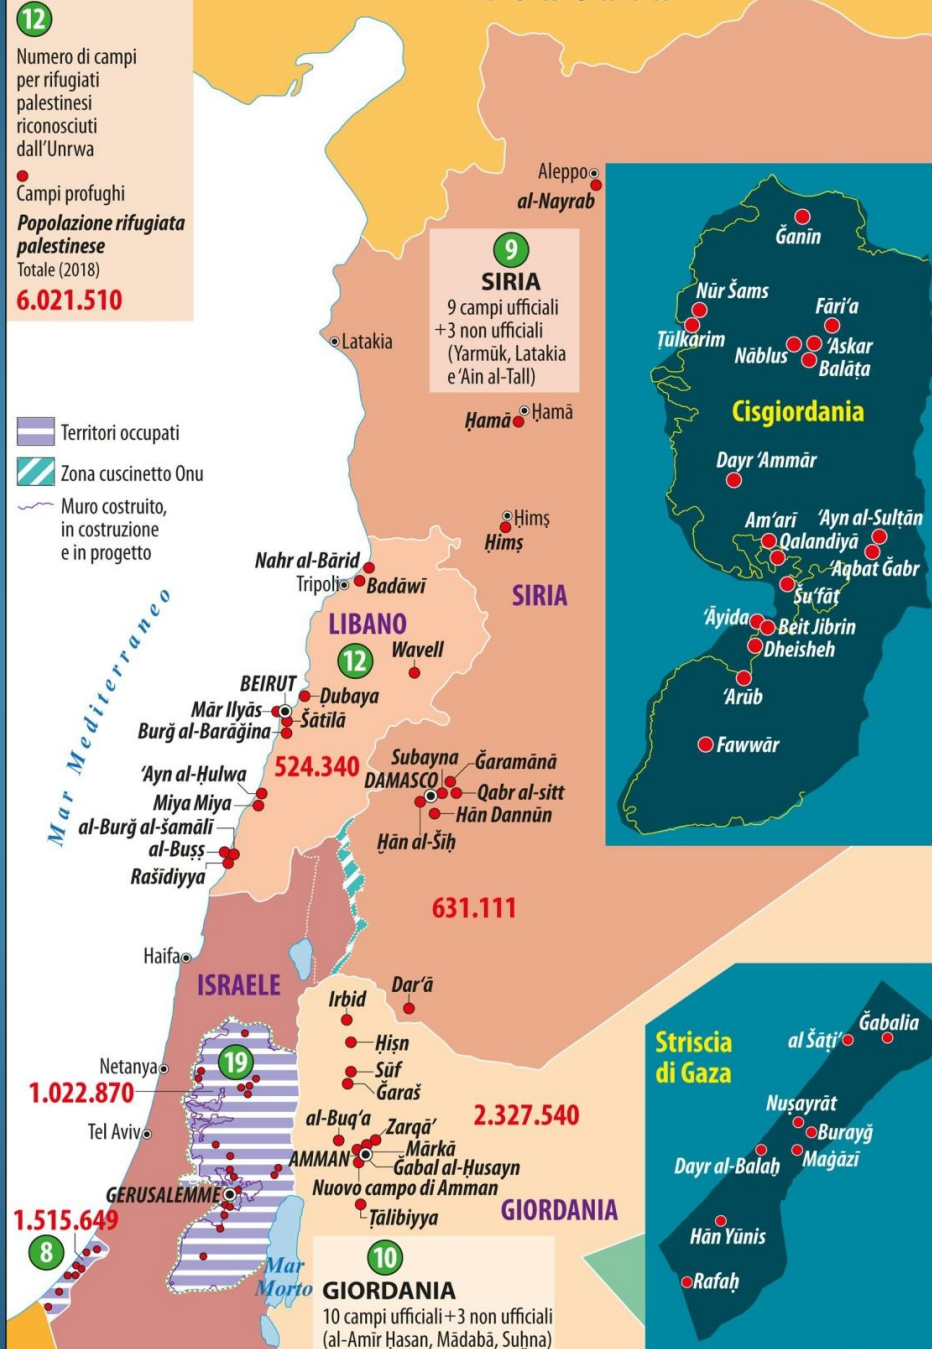 12
Numero di campi
per rifugiati
palestinesi
riconosciuti
dall'Unrwa
Campi profughi
Popolazione rifugiata
palestinese
Totale (2018)
6.021.510
Territori occupati
Zona cuscinetto Onu
Muro costruito,
in costruzione
e in progetto
Mar Mediterraneo
Aleppo
al-Nayrab
9
SIRIA
9 campi ufficiali
+3 non ufficiali
(Yarmūk, Latakia
e 'Ain al-Tall)
Latakia
Ḥamā
Ḥamā
Ḥimṣ
Ḥimṣ
SIRIA
Nahr al-Bārid
Tripoli
Badāwī
LIBANO
12
Wavell
BEIRUT
Ḍubaya
Mār Ilyās
Šātīlā
Burğ al-Barāğina
524.340
'Ayn al-Ḥulwa
Miya Miya
al-Burğ al-šamāli
al-Buṣṣ
Rašīdiyya
Subayna
Ğaramānā
DAMASCO
Qabr al-sitt
Ḫān Dannūn
Ḫān al-Šīḥ
631.111
Haifa
ISRAELE
Dar'ā
Irbid
Ḥiṣn
Sūf
Ğaraš
Netanya
19
1.022.870
2.327.540
Tel Aviv
al-Buq'a
Zarqā'
Mārkā
AMMAN
Ğabal al-Ḥusayn
Nuovo campo di Amman
GERUSALEMME
Ṭālibiyya
GIORDANIA
1.515.649
8
Mar
Morto
10
GIORDANIA
10 campi ufficiali+3 non ufficiali
(al-Amīr Ḥasan, Mādabā, Suḫna)
Ğanīn
Nūr Šams
Fāri'a
Ṭūlkarim
'Askar
Nāblus
Balāṭa
Cisgiordania
Dayr 'Ammār
Am'arī
'Ayn al-Sulṭān
Qalandiyā
'Aqbat Ğabr
Šu'fāṭ
'Āyida
Beit Jibrin
Dheisheh
'Arūb
Fawwār
Striscia
di Gaza
al Šāṭi'
Ğabalia
Nuṣayrāt
Burayğ
Dayr al-Balaḥ
Maġāzī
Ḫān Yūnis
Rafaḥ